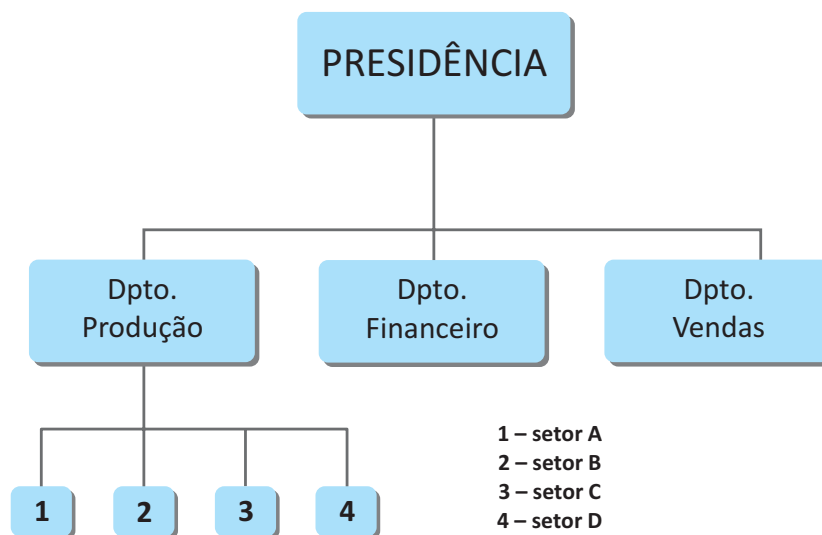 PRESIDÊNCIA
Dpto.
Produção
Dpto.
Financeiro
Dpto.
Vendas
1 – setor A
2 – setor B
3 – setor C
4 – setor D
1
2
3
4